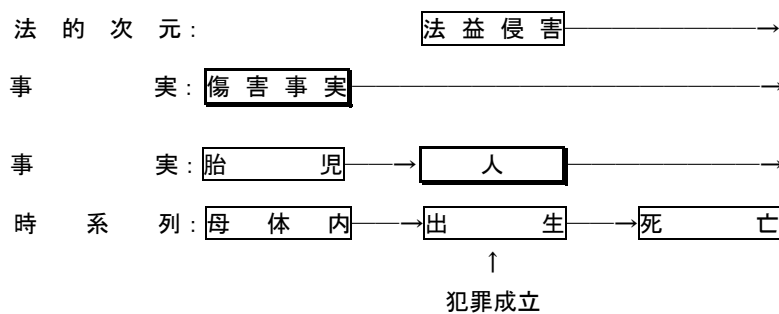 法的次元: 法益侵害→
事実: 傷害事実→
事実: 胎児→人→
時系列: 母体内→出生→死亡
↑
犯罪成立